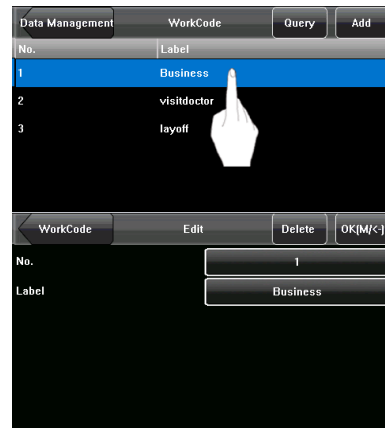 Data Management WorkCode Query Add
No. Label
1 Business
2 visitdoctor
3 layoff
WorkCode Edit Delete OK(M/<-)
No. 1
Label Business